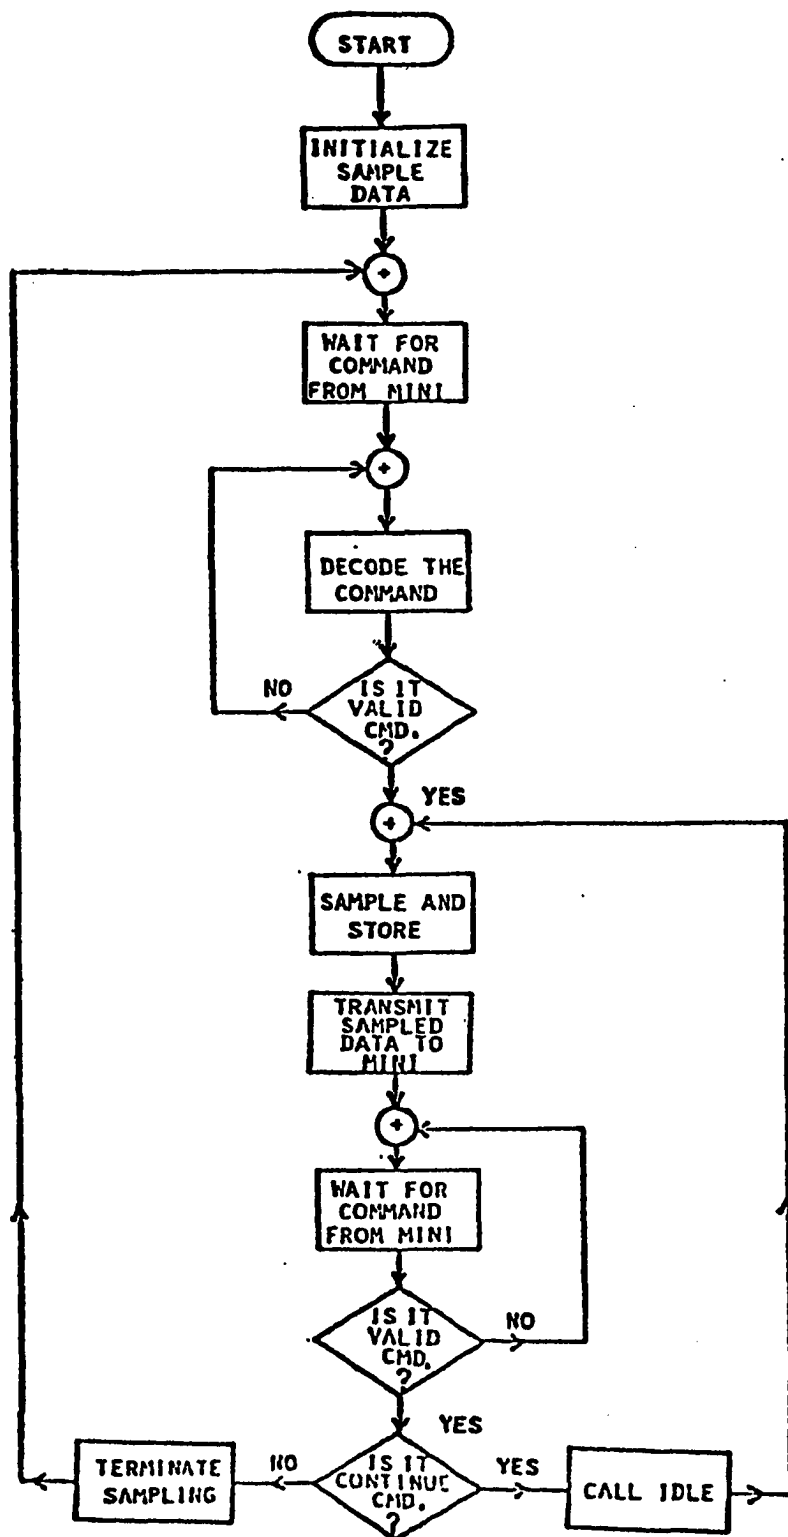 START
INITIALIZE
SAMPLE
DATA
+
WAIT FOR
COMMAND
FROM MINI
+
DECODE THE
COMMAND
NO
IS IT
VALID
CMD.
?
YES
+
SAMPLE AND
STORE
TRANSMIT
SAMPLED
DATA TO
MINI
+
WAIT FOR
COMMAND
FROM MINI
IS IT
VALID
CMD.
?
NO
YES
TERMINATE
SAMPLING
NO
IS IT
CONTINUE
CMD.
?
YES
CALL IDLE